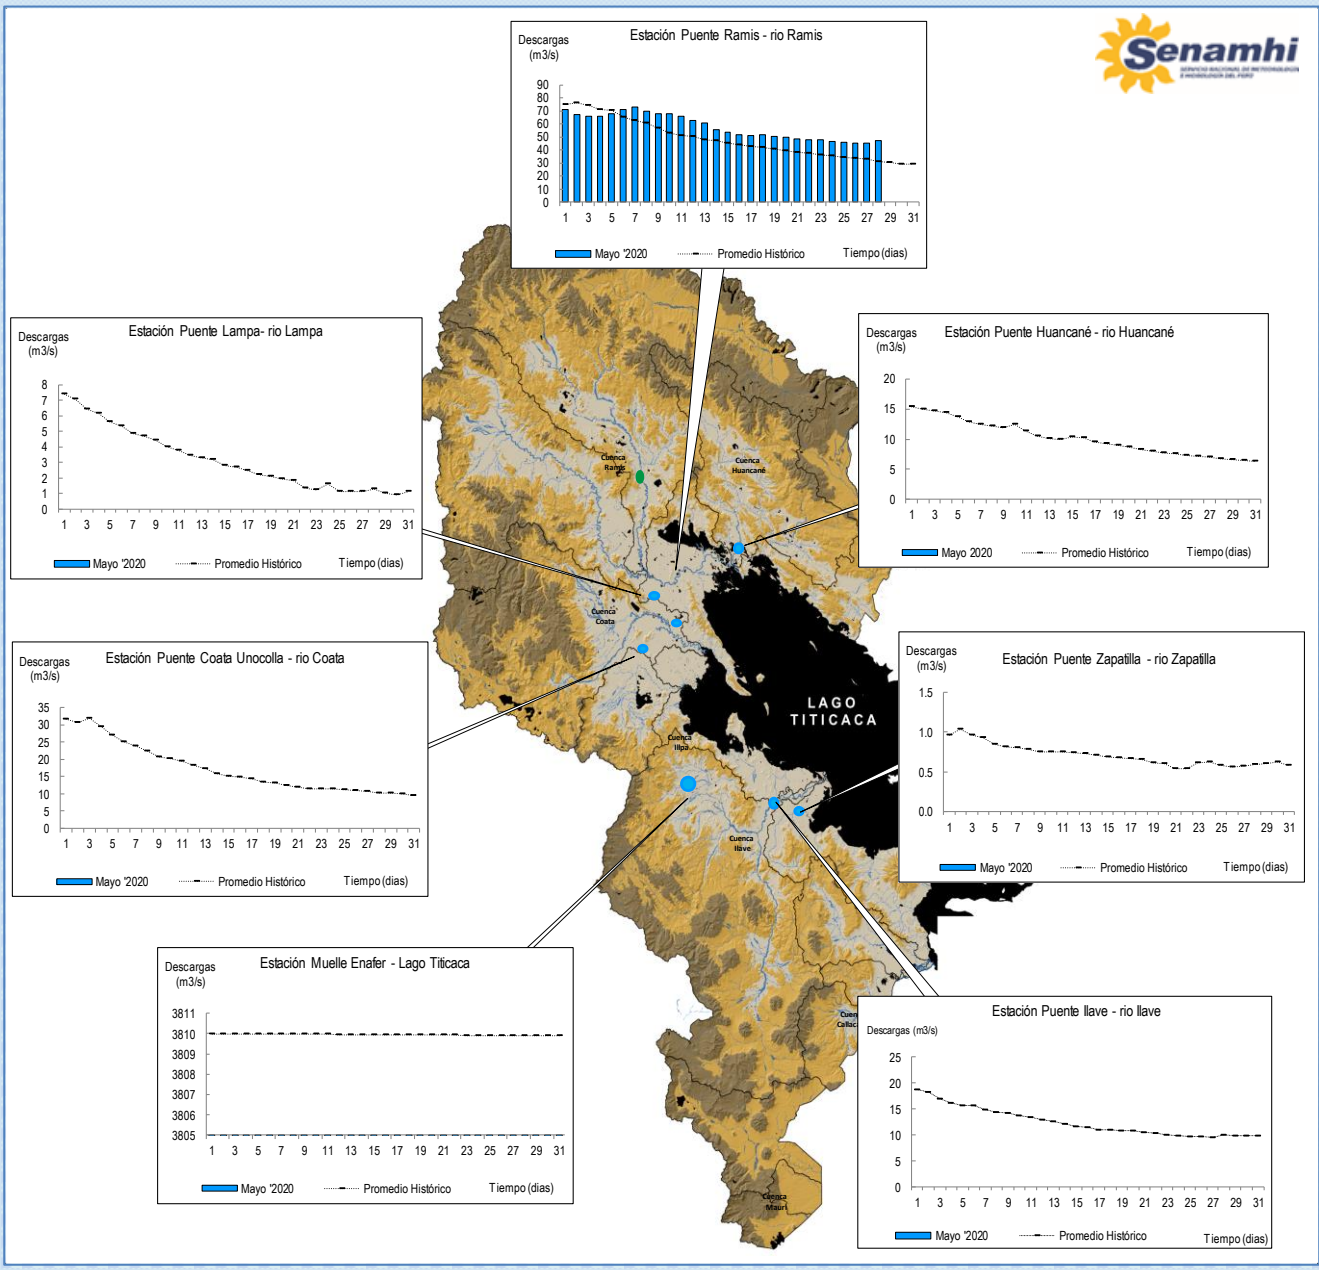 Senamhi
SERVICIO NACIONAL DE METEOROLOGÍA
E HIDROLOGÍA DEL PERÚ
Estación Puente Ramis - rio Ramis
Descargas
(m3/s)
90
80
70
60
50
40
30
20
10
0
1 3 5 7 9 11 13 15 17 19 21 23 25 27 29 31
Mayo '2020 Promedio Histórico Tiempo (dias)
Estación Puente Lampa- rio Lampa
Descargas
(m3/s)
8
7
6
5
4
3
2
1
0
1 3 5 7 9 11 13 15 17 19 21 23 25 27 29 31
Mayo '2020 Promedio Histórico Tiempo (dias)
Estación Puente Huancané - rio Huancané
Descargas
(m3/s)
20
15
10
5
0
1 3 5 7 9 11 13 15 17 19 21 23 25 27 29 31
Mayo 2020 Promedio Histórico Tiempo (dias)
Cuenca
Ramis
Cuenca
Huancané
Cuenca
Coata
Estación Puente Coata Unocolla - rio Coata
Descargas
(m3/s)
35
30
25
20
15
10
5
0
1 3 5 7 9 11 13 15 17 19 21 23 25 27 29 31
Mayo '2020 Promedio Histórico Tiempo (dias)
Estación Puente Zapatilla - rio Zapatilla
Descargas
(m3/s)
1.5
1.0
0.5
0.0
1 3 5 7 9 11 13 15 17 19 21 23 25 27 29 31
Mayo '2020 Promedio Histórico Tiempo (dias)
LAGO
TITICACA
Cuenca
Illpa
Cuenca
Ilave
Estación Muelle Enafer - Lago Titicaca
Descargas
(m3/s)
3811
3810
3809
3808
3807
3806
3805
1 3 5 7 9 11 13 15 17 19 21 23 25 27 29 31
Mayo '2020 Promedio Histórico Tiempo (dias)
Cuen
Callac
Estación Puente Ilave - rio Ilave
Descargas (m3/s)
25
20
15
10
5
0
1 3 5 7 9 11 13 15 17 19 21 23 25 27 29 31
Mayo '2020 Promedio Histórico Tiempo (dias)
Cuenca
Mauri